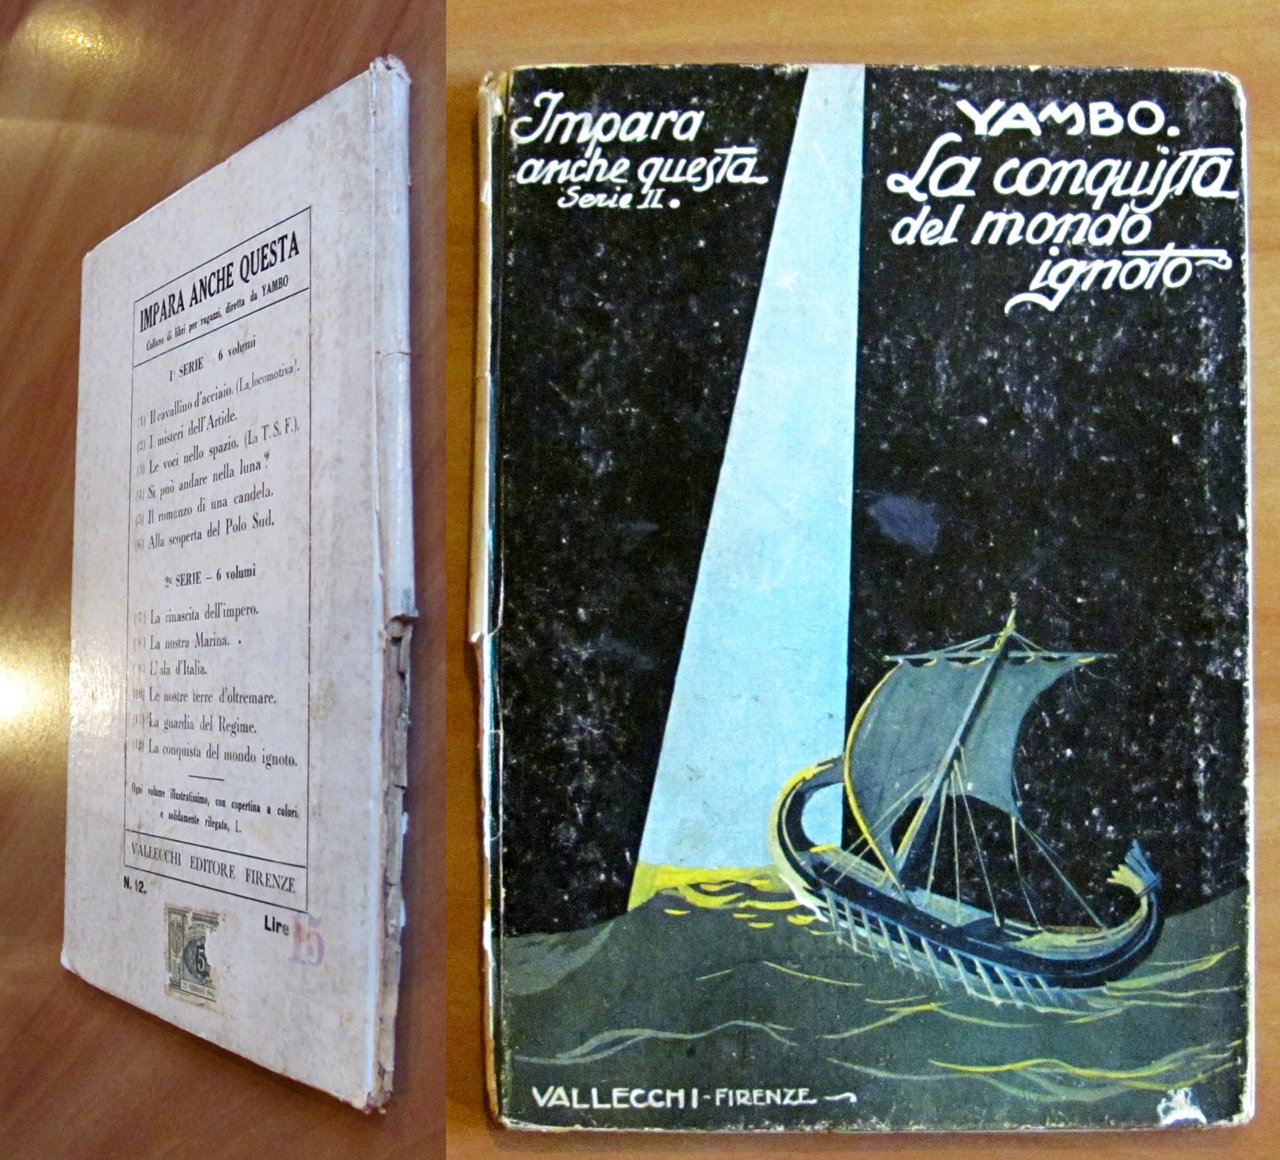 IMPARA ANCHE QUESTA
Collana di libri per ragazzi, diretta da YAMBO
1ª SERIE – 6 volumi
(1) Il cavallino d'acciaio. (La locomotiva).
(2) I misteri dell'Artide.
(3) Le voci nello spazio. (La T. S. F.).
(4) Si può andare nella luna?
(5) Il romanzo di una candela.
(6) Alla scoperta del Polo Sud.
2ª SERIE – 6 volumi
(7) La rinascita dell'impero.
(8) La nostra Marina.
(9) L'ala d'Italia.
(10) Le nostre terre d'oltremare.
(11) La guardia del Regime.
(12) La conquista del mondo ignoto.
Ogni volume illustratissimo, con copertina a colori
e solidamente rilegato, L.
VALLECCHI EDITORE FIRENZE
N. 12.
Lire 15
5
Impara
anche questa
Serie II.
YAMBO.
La conquista
del mondo
ignoto
VALLECCHI - FIRENZE